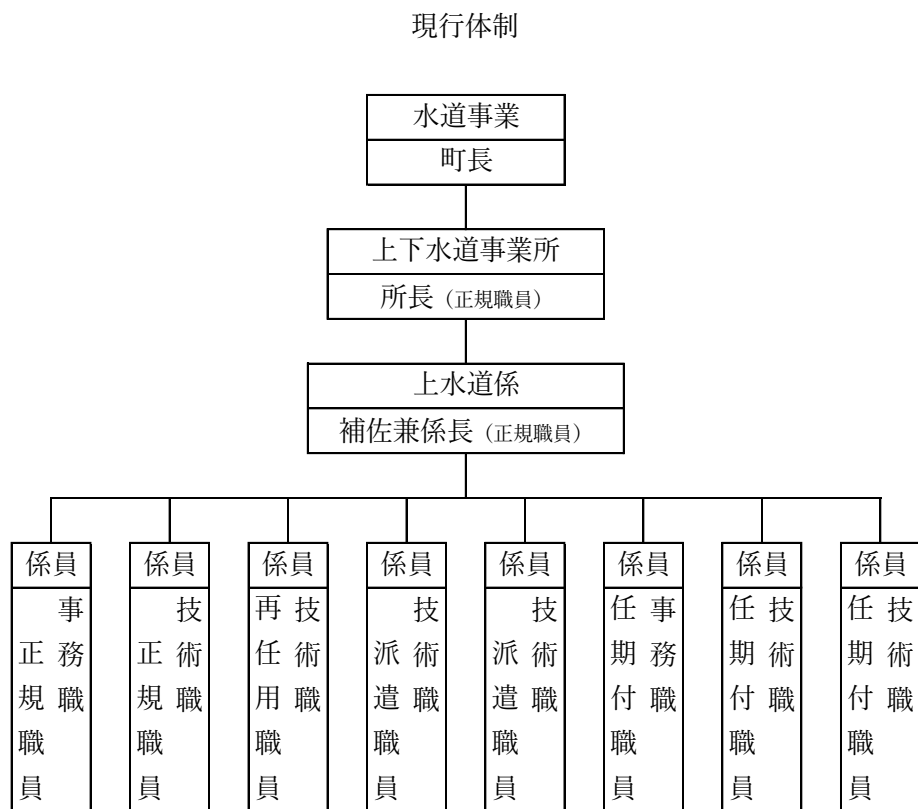 現行体制
水道事業
町長
上下水道事業所
所長（正規職員）
上水道係
補佐兼係長（正規職員）
係員
事務職
正規職員
係員
技術職
正規職員
係員
技術職
再任用職員
係員
技術職
派遣職員
係員
技術職
派遣職員
係員
事務職
任期付職員
係員
技術職
任期付職員
係員
技術職
任期付職員